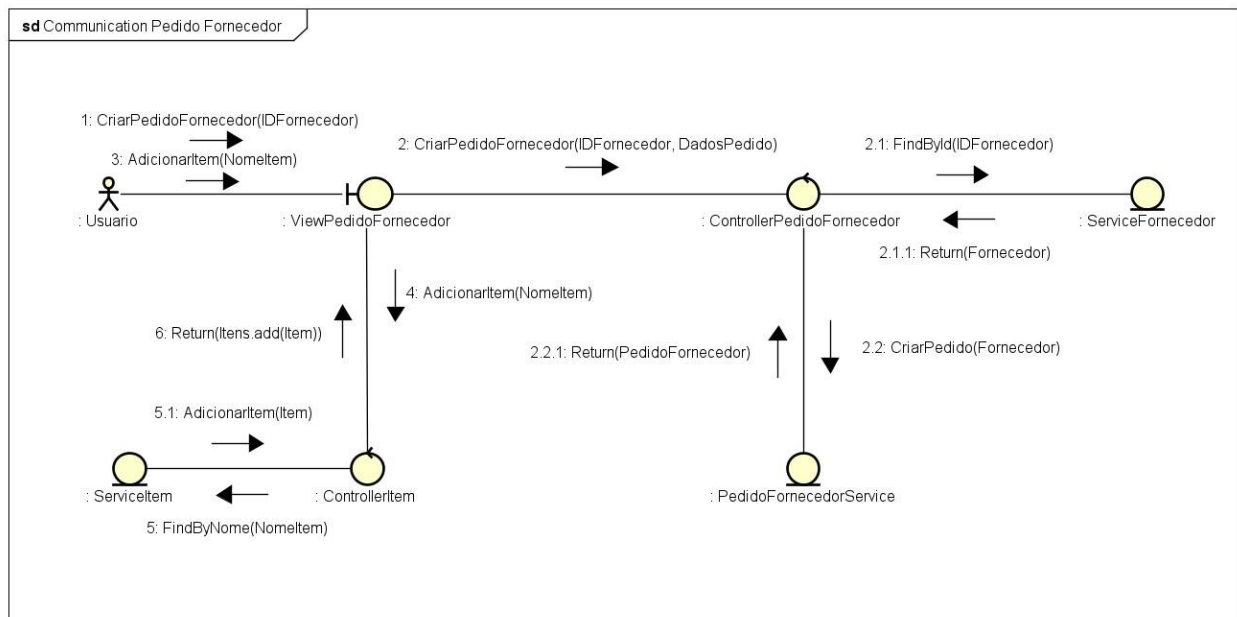 sd Communication Pedido Fornecedor
1: CriarPedidoFornecedor(IDFornecedor)
3: AdicionarItem(NomeItem)
2: CriarPedidoFornecedor(IDFornecedor, DadosPedido)
2.1: FindById(IDFornecedor)
: Usuario
: ViewPedidoFornecedor
: ControllerPedidoFornecedor
: ServiceFornecedor
2.1.1: Return(Fornecedor)
4: AdicionarItem(NomeItem)
6: Return(Itens.add(Item))
2.2.1: Return(PedidoFornecedor)
2.2: CriarPedido(Fornecedor)
5.1: AdicionarItem(Item)
: ServiceItem
: ControllerItem
: PedidoFornecedorService
5: FindByNome(NomeItem)